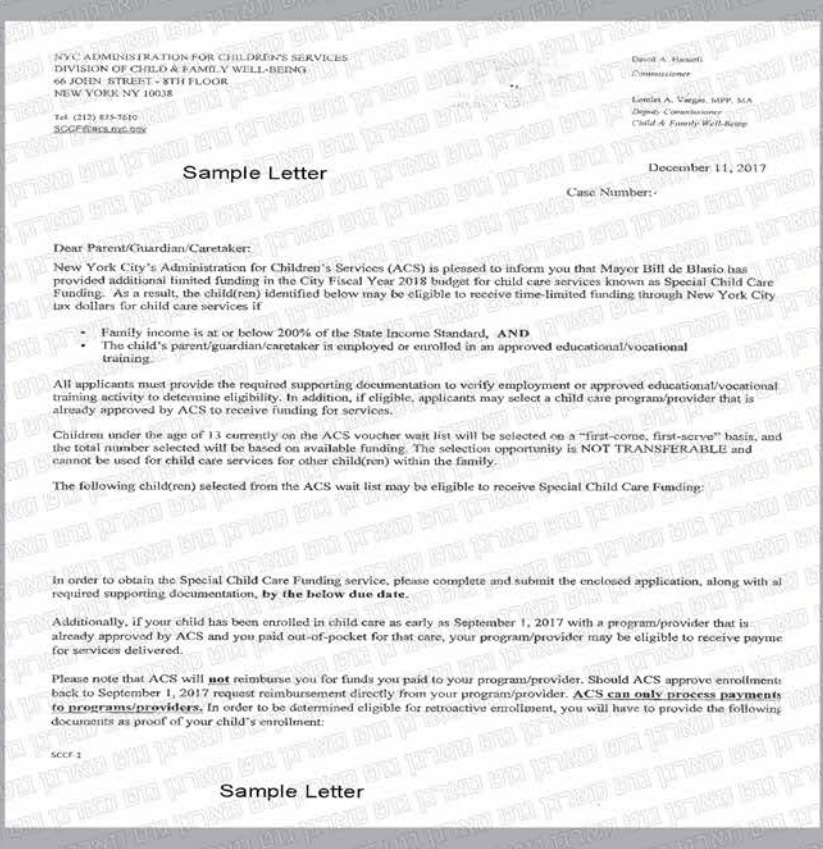 NYC ADMINISTRATION FOR CHILDREN'S SERVICES
DIVISION OF CHILD & FAMILY WELL-BEING
66 JOHN STREET - 8TH FLOOR
NEW YORK NY 10038
Tel. (212) 835-7610
SCCF@acs.nyc.gov
David A. Hansell
Commissioner
Lorelei A. Vargas, MPP, MA
Deputy Commissioner
Child & Family Well-Being
Sample Letter
December 11, 2017
Case Number:
Dear Parent/Guardian/Caretaker:
New York City's Administration for Children's Services (ACS) is pleased to inform you that Mayor Bill de Blasio has
provided additional limited funding in the City Fiscal Year 2018 budget for child care services known as Special Child Care
Funding. As a result, the child(ren) identified below may be eligible to receive time-limited funding through New York City
tax dollars for child care services if
• Family income is at or below 200% of the State Income Standard, AND
• The child's parent/guardian/caretaker is employed or enrolled in an approved educational/vocational
training.
All applicants must provide the required supporting documentation to verify employment or approved educational/vocational
training activity to determine eligibility. In addition, if eligible, applicants may select a child care program/provider that is
already approved by ACS to receive funding for services.
Children under the age of 13 currently on the ACS voucher wait list will be selected on a "first-come, first-serve" basis, and
the total number selected will be based on available funding. The selection opportunity is NOT TRANSFERABLE and
cannot be used for child care services for other child(ren) within the family.
The following child(ren) selected from the ACS wait list may be eligible to receive Special Child Care Funding:
In order to obtain the Special Child Care Funding service, please complete and submit the enclosed application, along with al
required supporting documentation, by the below due date.
Additionally, if your child has been enrolled in child care as early as September 1, 2017 with a program/provider that is
already approved by ACS and you paid out-of-pocket for that care, your program/provider may be eligible to receive payme
for services delivered.
Please note that ACS will not reimburse you for funds you paid to your program/provider. Should ACS approve enrollments
back to September 1, 2017 request reimbursement directly from your program/provider. ACS can only process payments
to programs/providers. In order to be determined eligible for retroactive enrollment, you will have to provide the following
documents as proof of your child's enrollment:
SCCF-1
Sample Letter